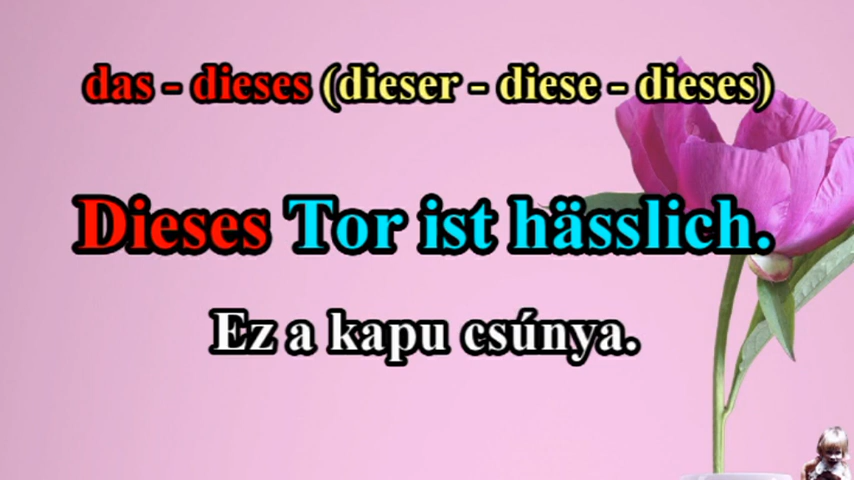 das - dieses (dieser - diese - dieses)
Dieses Tor ist hässlich.
Ez a kapu csúnya.